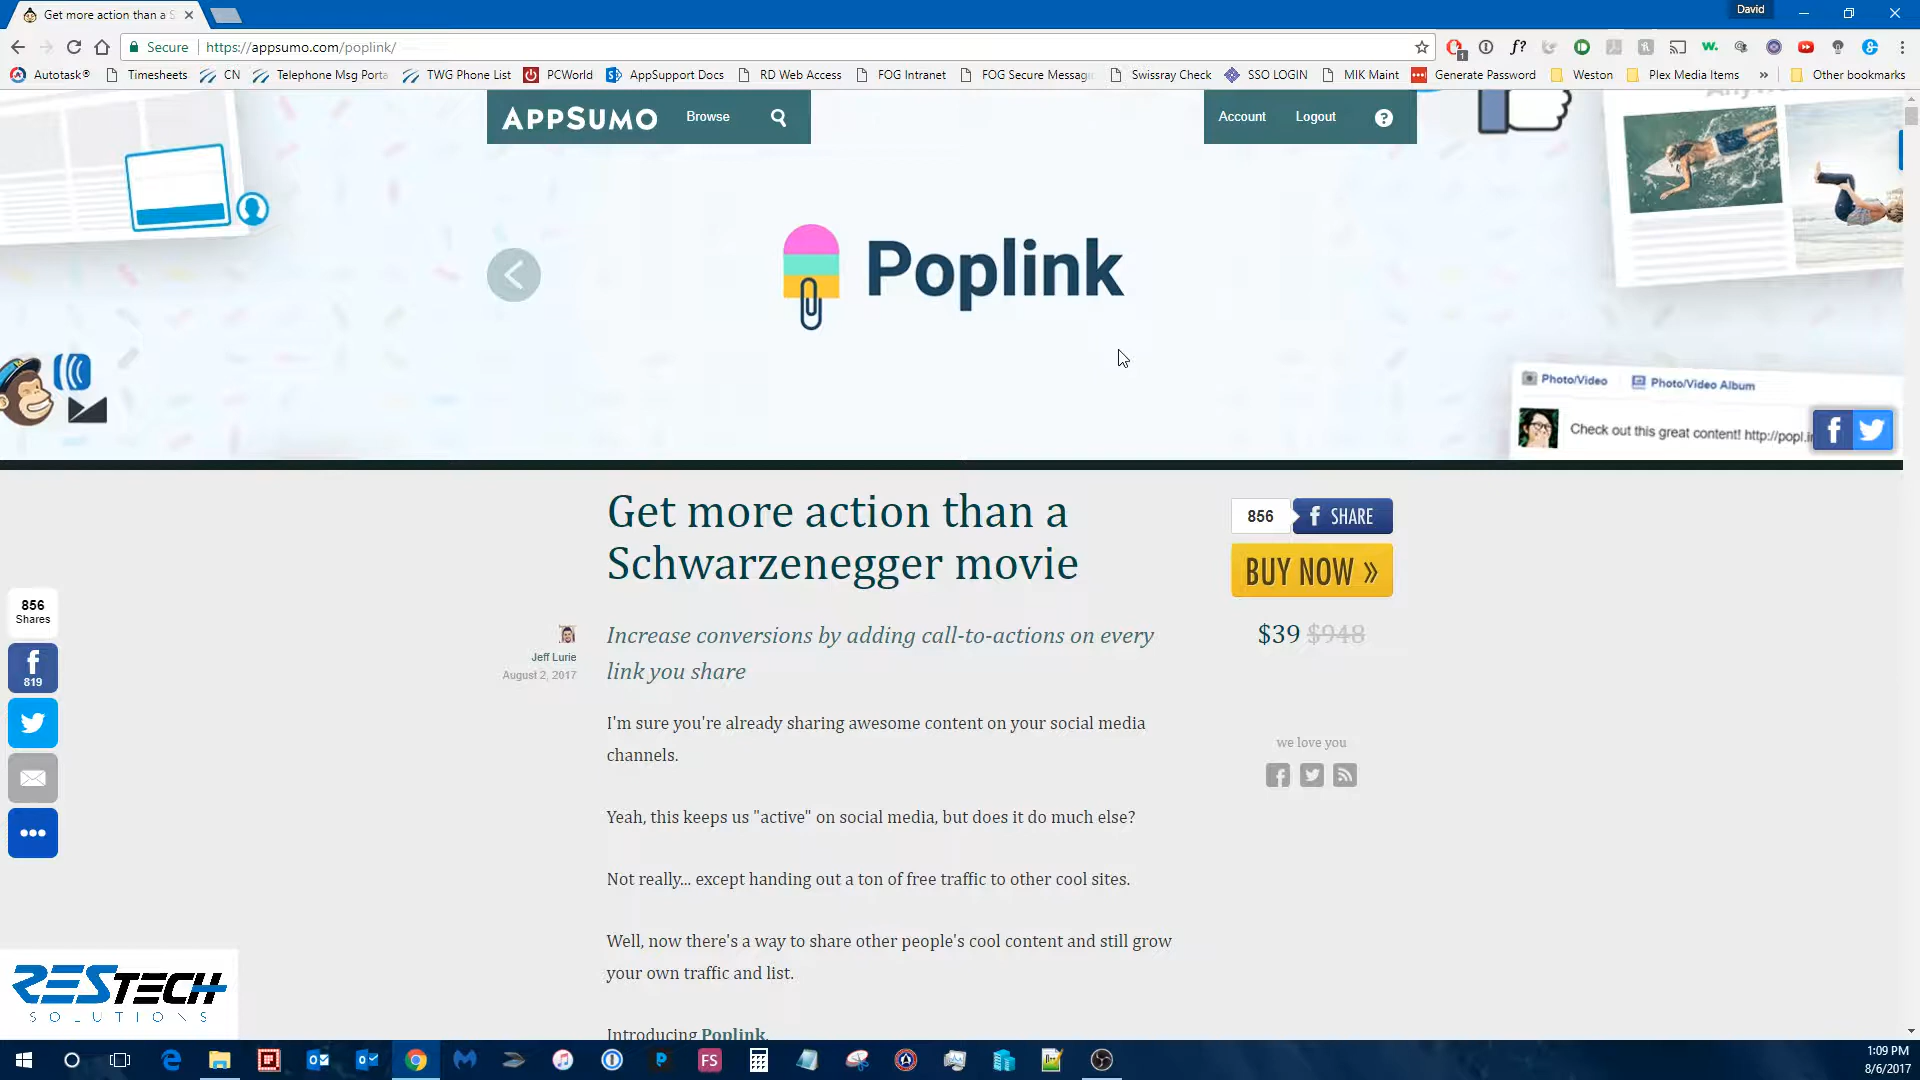 Get more action than a S
David
Secure
https://appsumo.com/poplink/
f?
1
w.
Autotask®
Timesheets
CN
Telephone Msg Porta
TWG Phone List
PCWorld
AppSupport Docs
RD Web Access
FOG Intranet
FOG Secure Messagi
Swissray Check
SSO LOGIN
MIK Maint
Generate Password
Weston
Plex Media Items
»
Other bookmarks
APPSUMO
Browse
Account
Logout
?
Poplink
Photo/Video
Photo/Video Album
Check out this great content! http://popl.i
Get more action than a
Schwarzenegger movie
856
SHARE
BUY NOW »
$39 $948
Jeff Lurie
August 2, 2017
Increase conversions by adding call-to-actions on every
link you share
856
Shares
819
I'm sure you're already sharing awesome content on your social media
channels.
we love you
Yeah, this keeps us "active" on social media, but does it do much else?
Not really... except handing out a ton of free traffic to other cool sites.
Well, now there's a way to share other people's cool content and still grow
your own traffic and list.
Introducing Poplink.
RESTECH
SOLUTIONS
FS
1:09 PM
8/6/2017